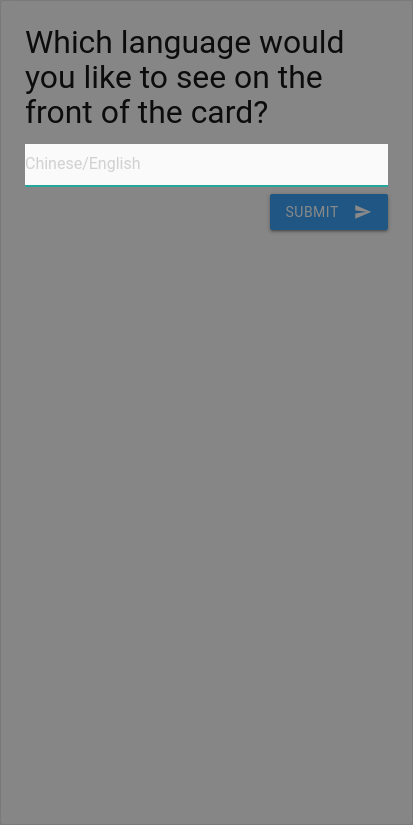 Which language would
you like to see on the
front of the card?
Chinese/English
SUBMIT